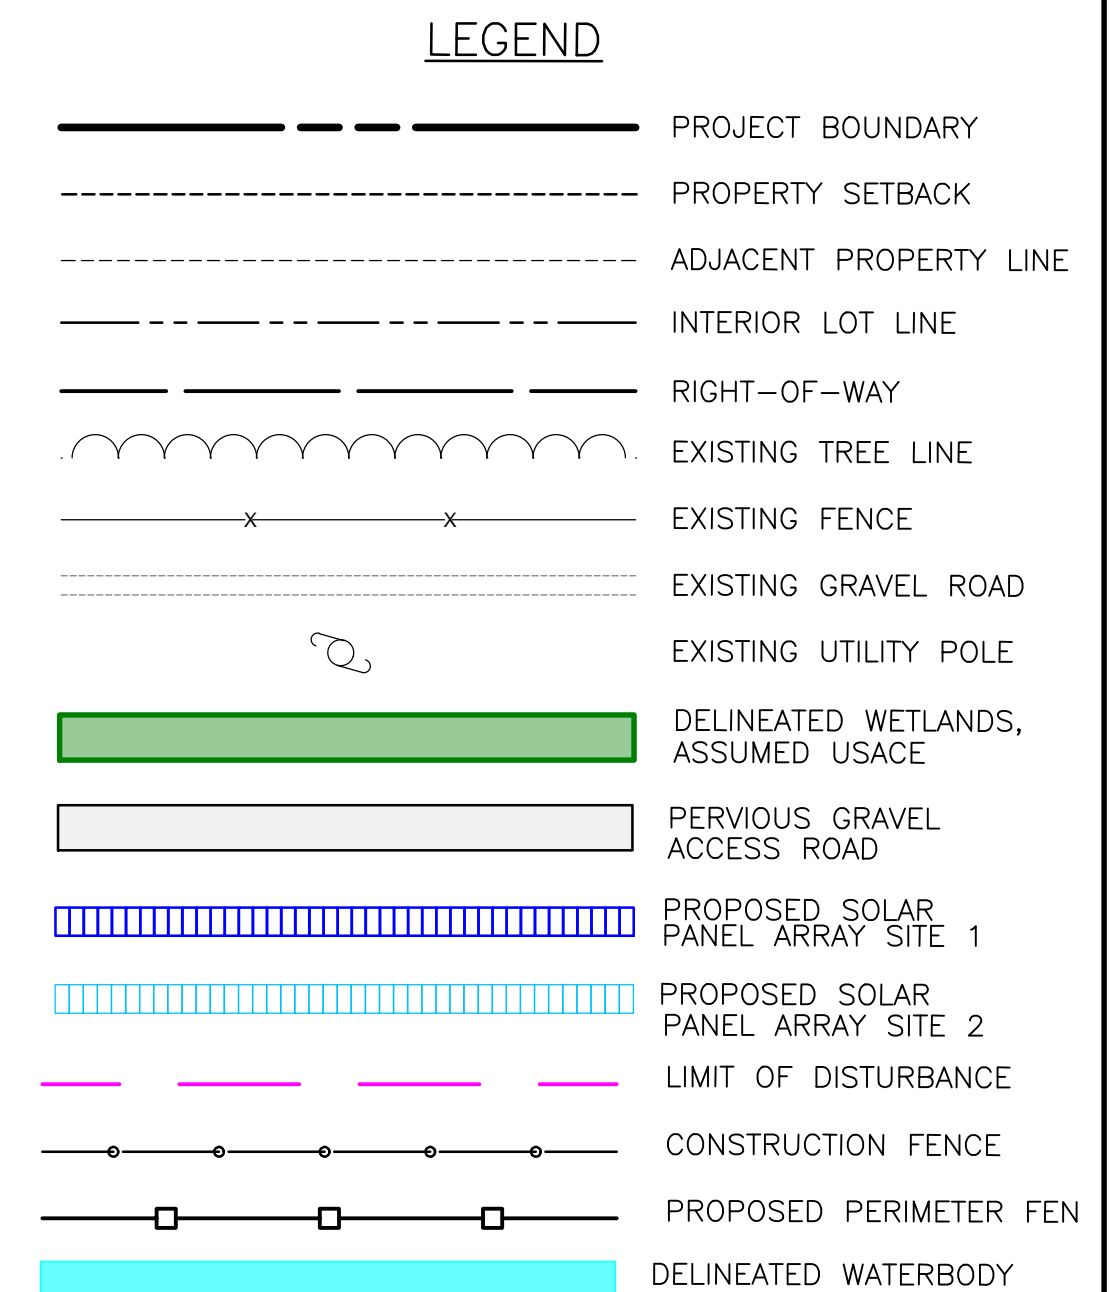 LEGEND
PROJECT BOUNDARY
PROPERTY SETBACK
ADJACENT PROPERTY LINE
INTERIOR LOT LINE
RIGHT-OF-WAY
EXISTING TREE LINE
X X
EXISTING FENCE
EXISTING GRAVEL ROAD
EXISTING UTILITY POLE
DELINEATED WETLANDS,
ASSUMED USACE
PERVIOUS GRAVEL
ACCESS ROAD
PROPOSED SOLAR
PANEL ARRAY SITE 1
PROPOSED SOLAR
PANEL ARRAY SITE 2
LIMIT OF DISTURBANCE
CONSTRUCTION FENCE
PROPOSED PERIMETER FEN
DELINEATED WATERBODY